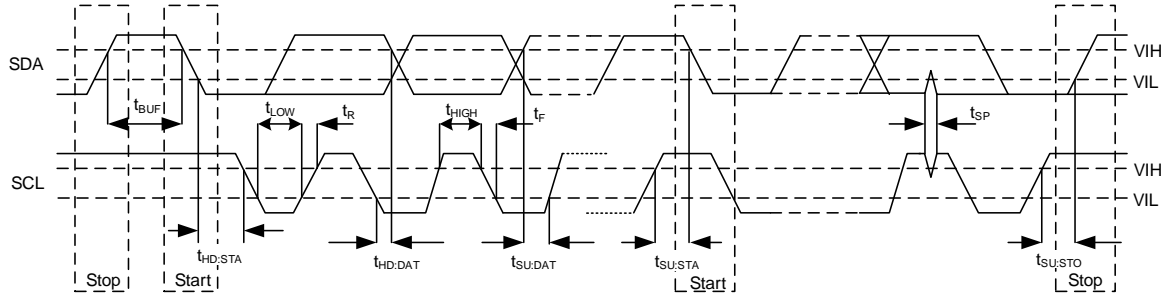 SDA
VIH
VIL
tBUF
tLOW
tR
tHIGH
tF
tSP
SCL
VIH
VIL
tHD:STA
tHD:DAT
tSU:DAT
tSU:STA
tSU:STO
Stop
Start
Start
Stop